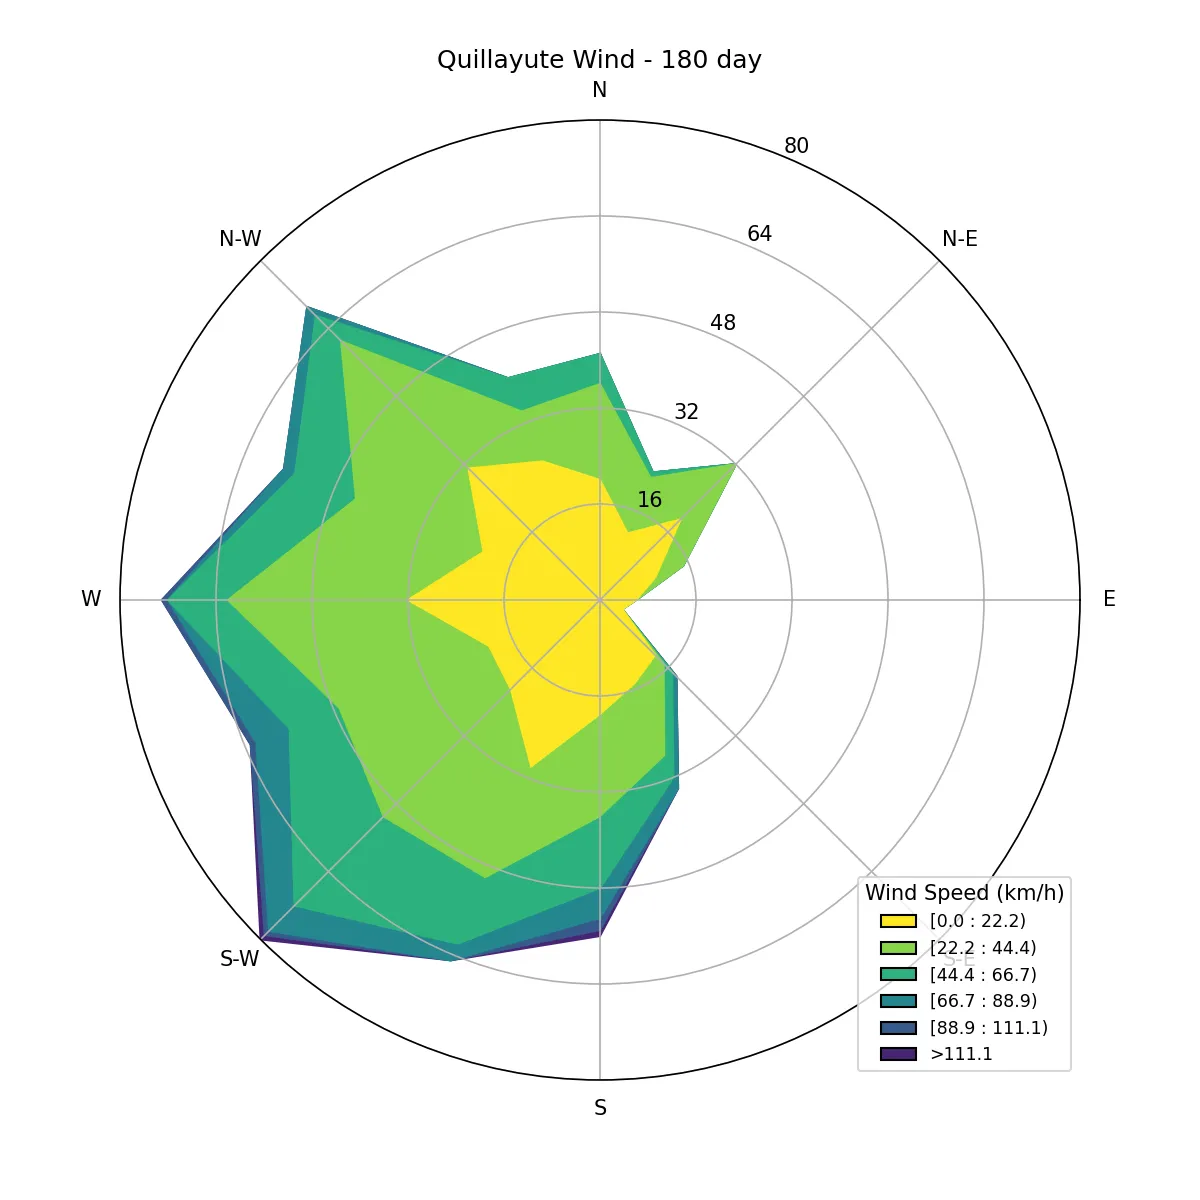 Quillayute Wind - 180 day
N
80
64
N-W
N-E
48
32
16
W
E
Wind Speed (km/h)
[0.0 : 22.2)
[22.2 : 44.4)
S-W
S-E
[44.4 : 66.7)
[66.7 : 88.9)
[88.9 : 111.1)
>111.1
S